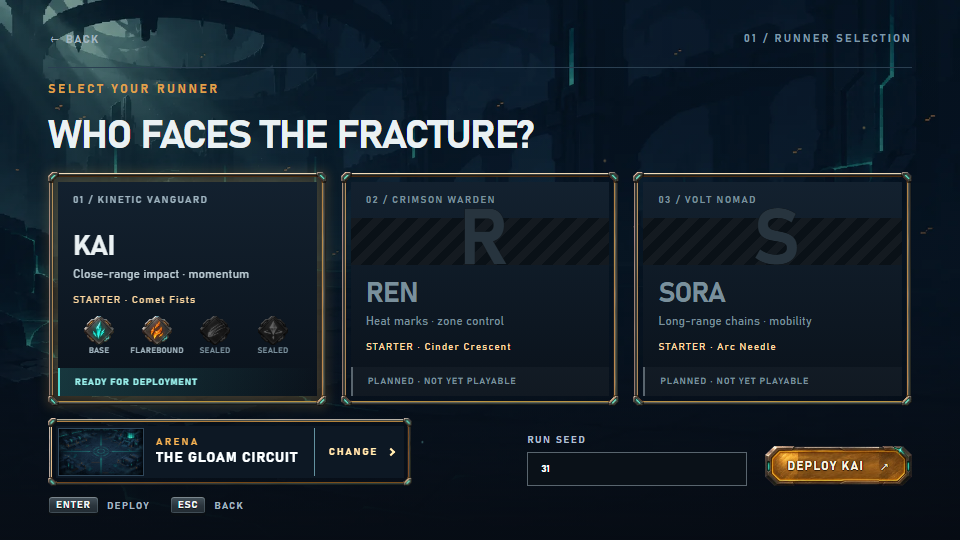 ← BACK
01 / RUNNER SELECTION
SELECT YOUR RUNNER
WHO FACES THE FRACTURE?
01 / KINETIC VANGUARD
KAI
Close-range impact · momentum
STARTER · Comet Fists
BASE
FLAREBOUND
SEALED
SEALED
READY FOR DEPLOYMENT
02 / CRIMSON WARDEN
R
REN
Heat marks · zone control
STARTER · Cinder Crescent
PLANNED · NOT YET PLAYABLE
03 / VOLT NOMAD
S
SORA
Long-range chains · mobility
STARTER · Arc Needle
PLANNED · NOT YET PLAYABLE
ARENA
THE GLOAM CIRCUIT
CHANGE >
RUN SEED
31
DEPLOY KAI ↗
ENTER DEPLOY ESC BACK